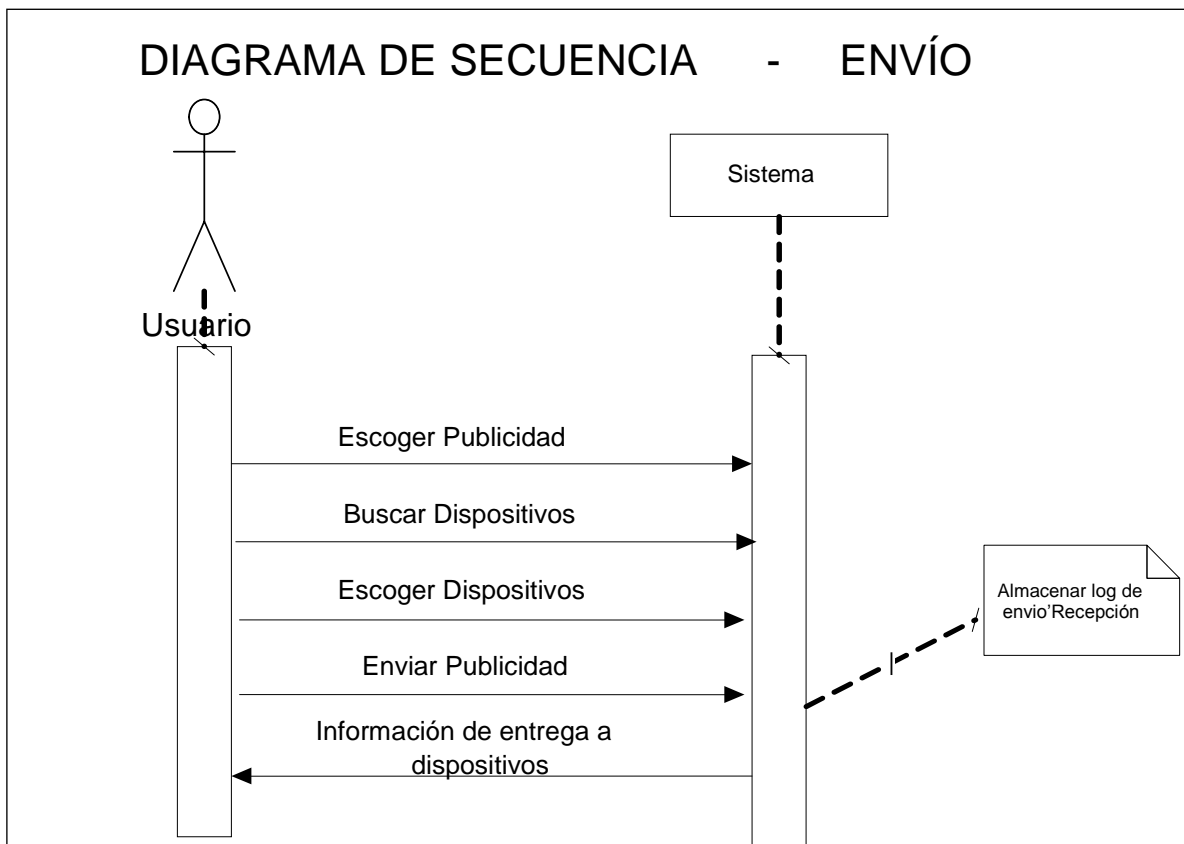 DIAGRAMA DE SECUENCIA - ENVÍO
Sistema
Usuario
Escoger Publicidad
Buscar Dispositivos
Escoger Dispositivos
Almacenar log de
envio'Recepción
Enviar Publicidad
Información de entrega a
dispositivos